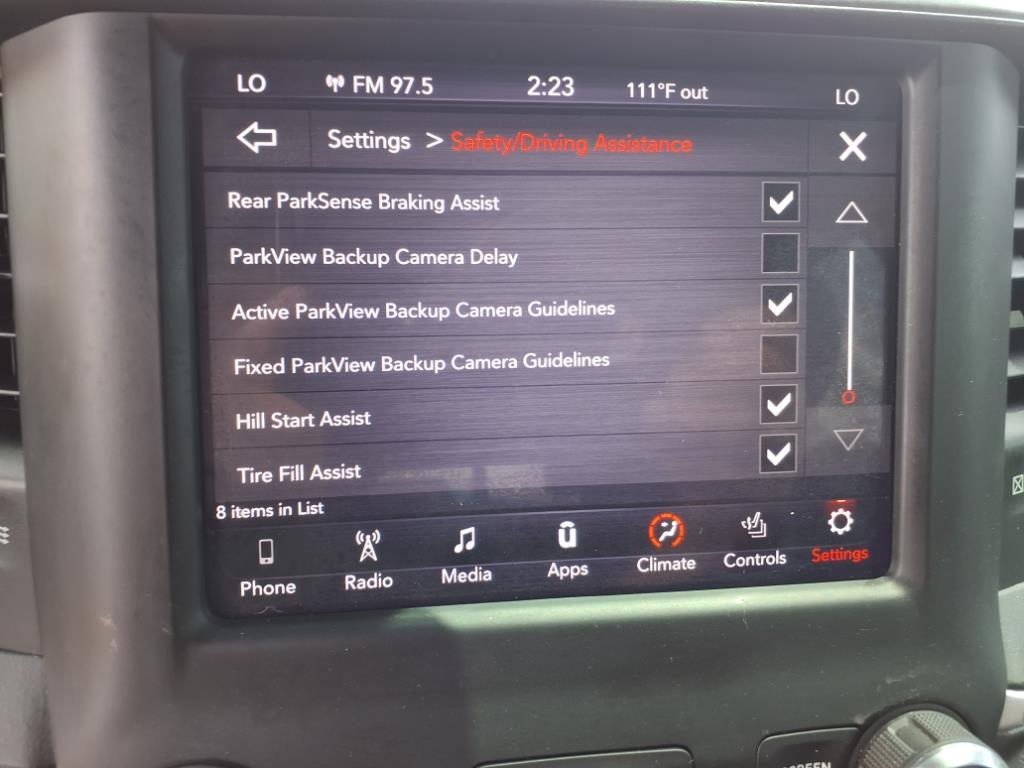 LO FM 97.5 2:23 111°F out LO
Settings > Safety/Driving Assistance
Rear ParkSense Braking Assist
ParkView Backup Camera Delay
Active ParkView Backup Camera Guidelines
Fixed ParkView Backup Camera Guidelines
Hill Start Assist
Tire Fill Assist
8 items in List
Phone Radio Media Apps Climate Controls Settings
SCREEN